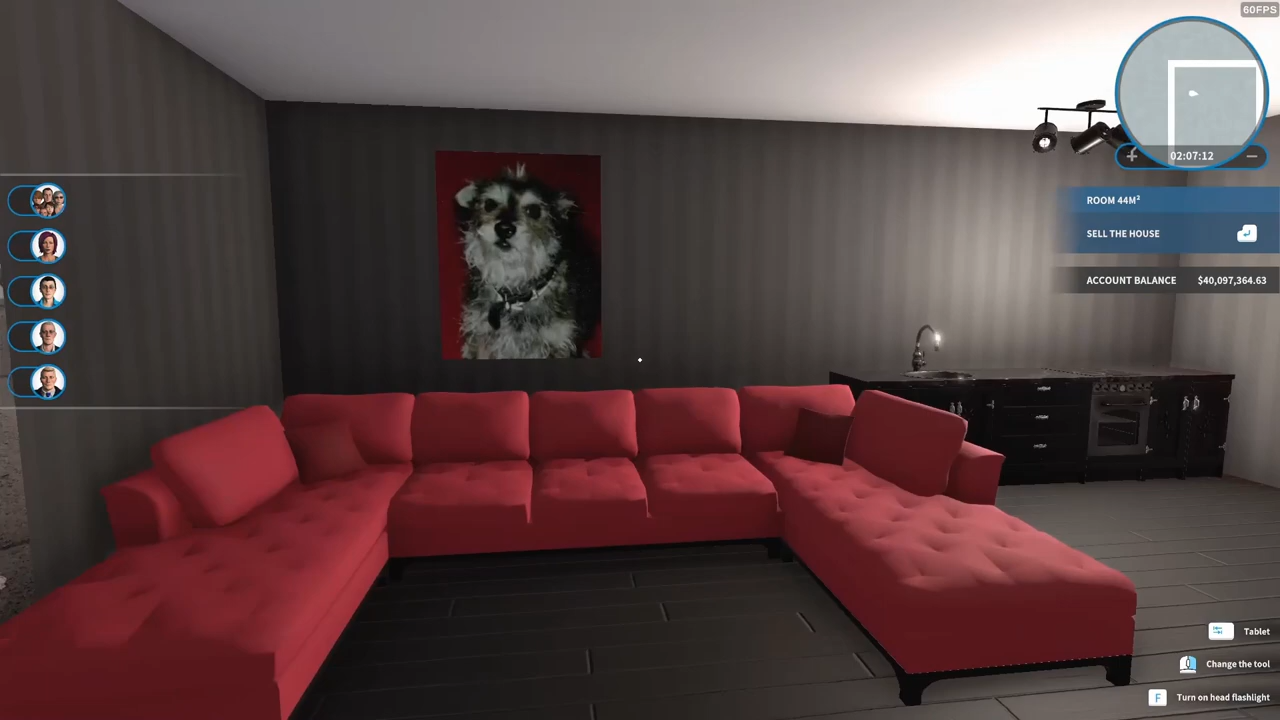 60FPS
02:07:12
ROOM 44M²
SELL THE HOUSE
ACCOUNT BALANCE $40,097,364.63
Tablet
Change the tool
F Turn on head flashlight